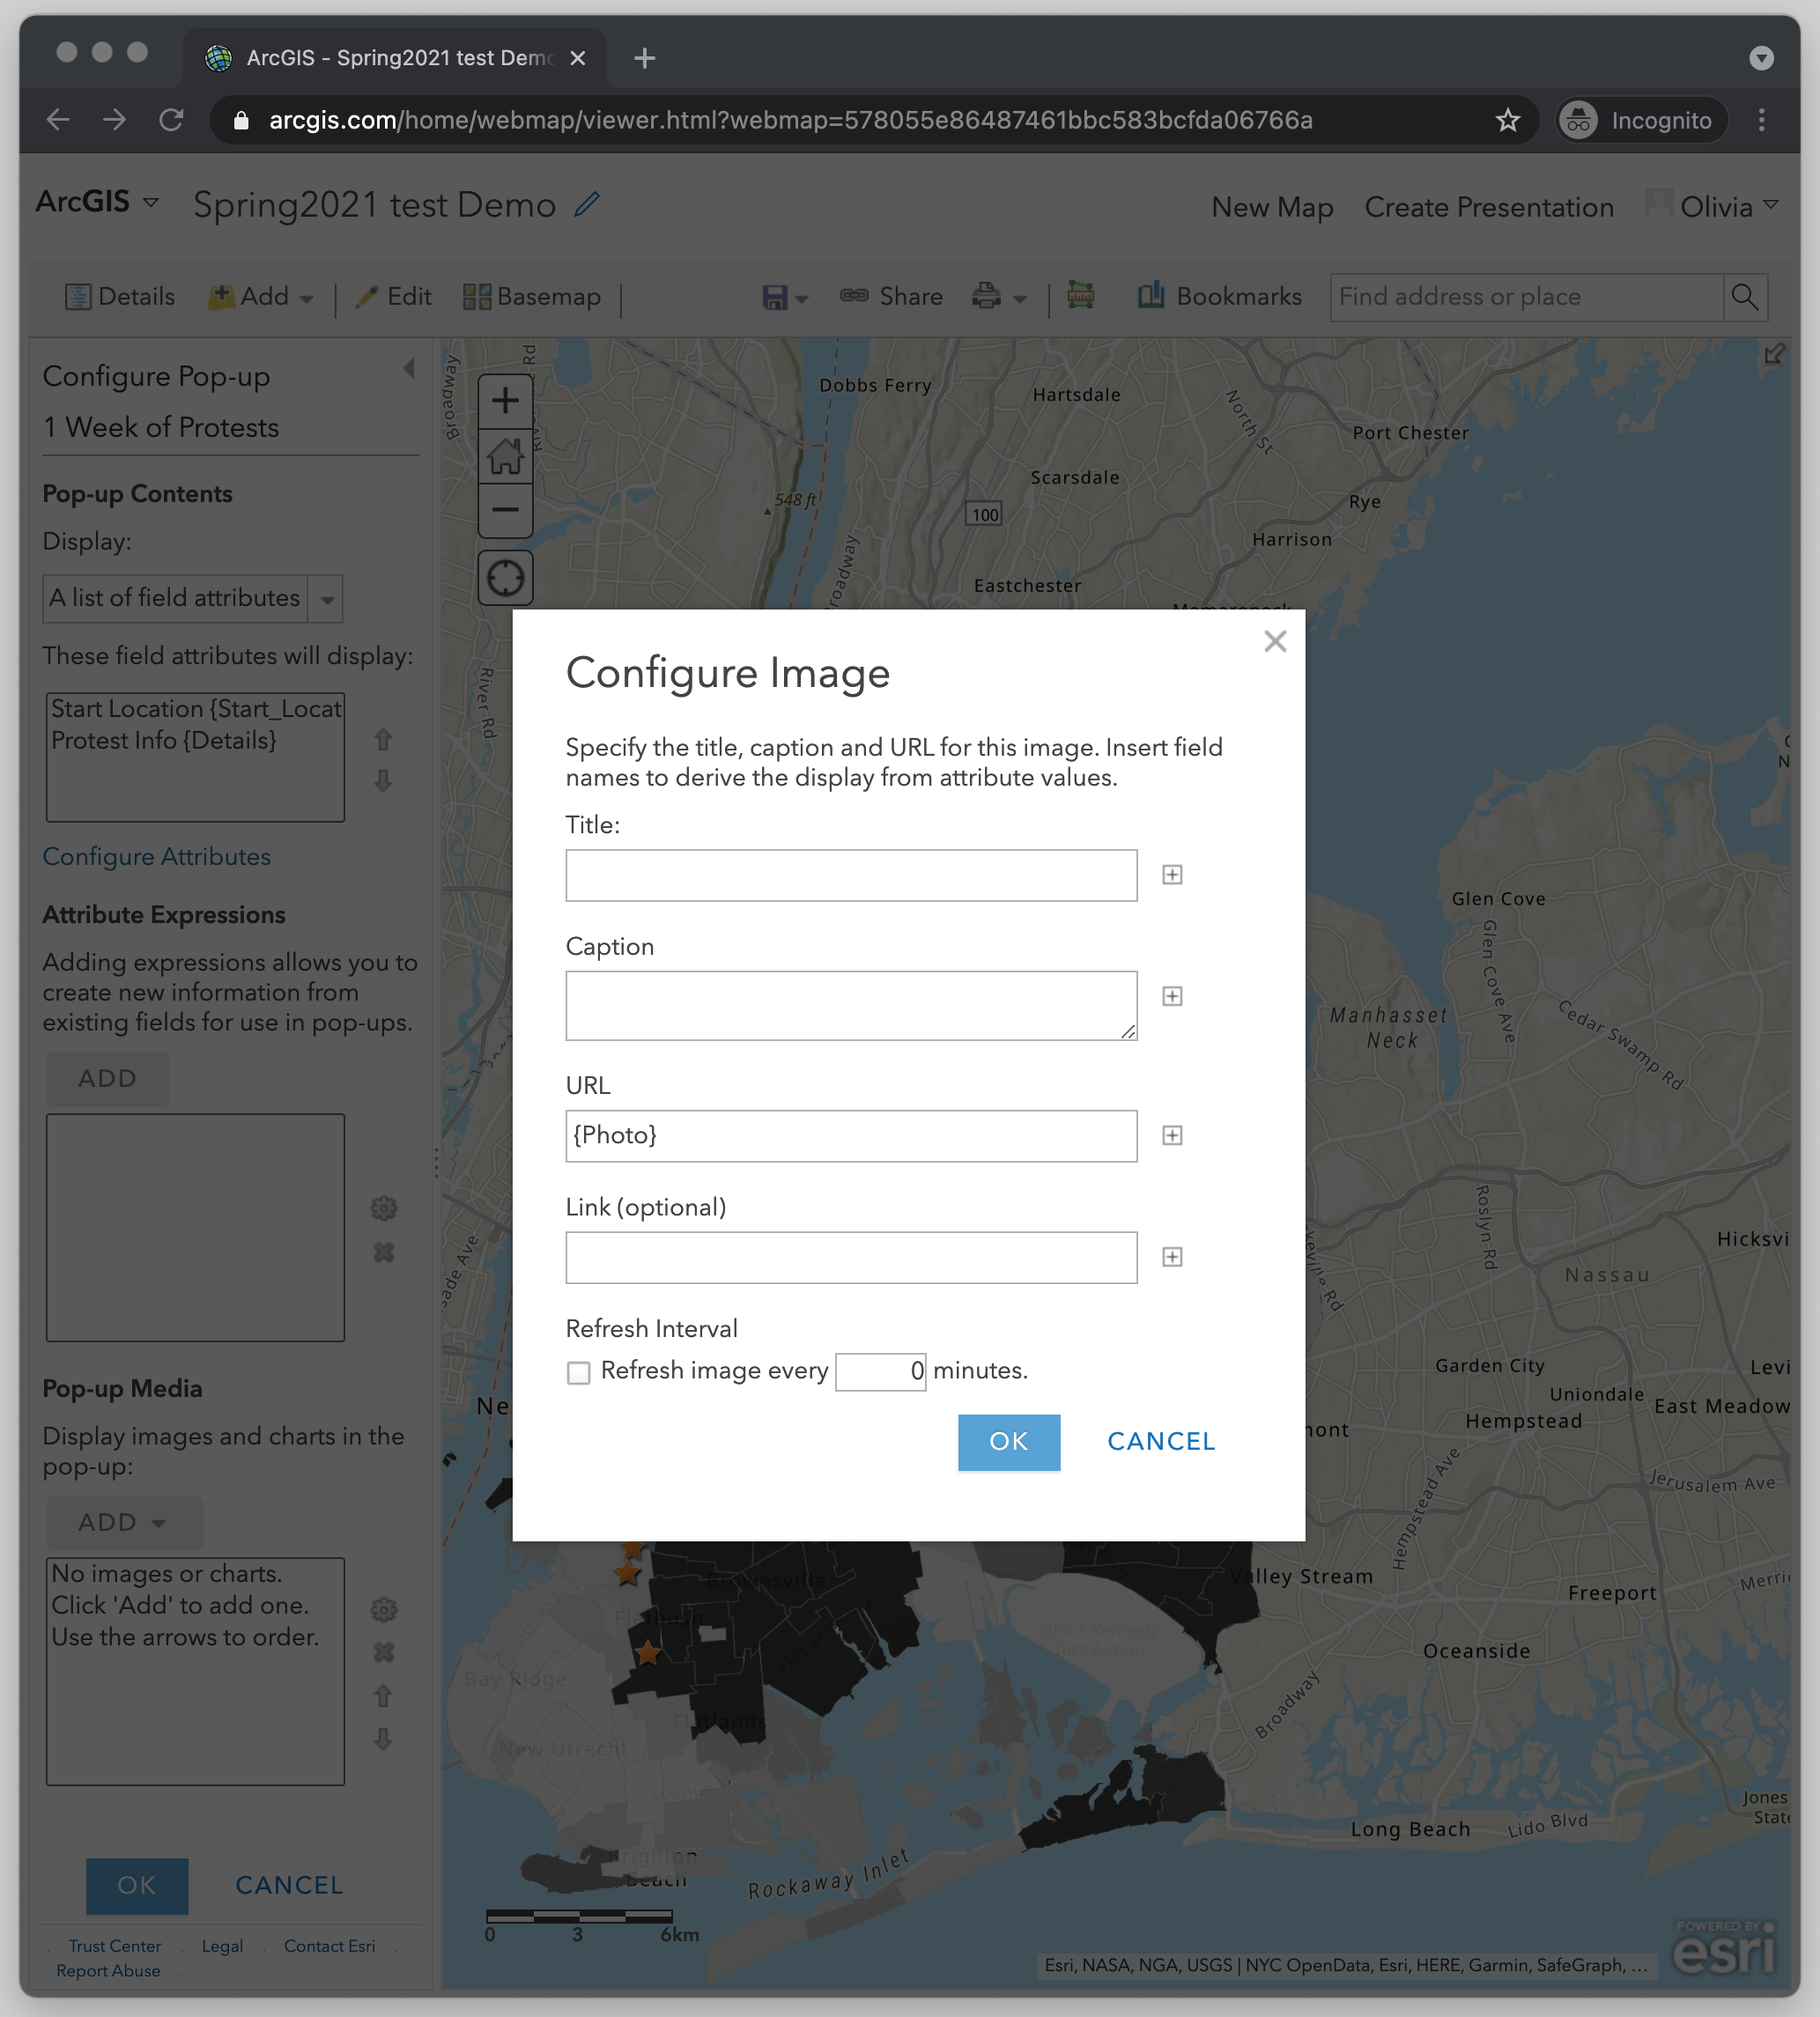 ArcGIS - Spring2021 test Demo
arcgis.com/home/webmap/viewer.html?webmap=578055e86487461bbc583bcfda06766a
Incognito
ArcGIS
Spring2021 test Demo
New Map
Create Presentation
Olivia
Details
Add
Edit
Basemap
Share
Bookmarks
Find address or place
Configure Pop-up
1 Week of Protests
Pop-up Contents
Display:
A list of field attributes
These field attributes will display:
Start Location {Start_Locat
Protest Info {Details}
Configure Attributes
Attribute Expressions
Adding expressions allows you to
create new information from
existing fields for use in pop-ups.
ADD
Pop-up Media
Display images and charts in the
pop-up:
ADD
No images or charts.
Click 'Add' to add one.
Use the arrows to order.
OK
CANCEL
Trust Center
Legal
Contact Esri
Report Abuse
Configure Image
Specify the title, caption and URL for this image. Insert field
names to derive the display from attribute values.
Title:
Caption
URL
{Photo}
Link (optional)
Refresh Interval
Refresh image every 0 minutes.
OK
CANCEL
Broadway
Dobbs Ferry
Hartsdale
North St
Port Chester
Scarsdale
548 ft
100
Rye
Harrison
Broadway
Eastchester
River Rd
Glen Cove
Glen Cove Ave
Manhasset
Neck
Cedar Swamp Rd
Roslyn Rd
Hicksvi
Nassau
Garden City
Levi
Uniondale
East Meadow
Hempstead
Hempstead Ave
Jerusalem Ave
Ne
mont
Valley Stream
Freeport
Merri
Brownsville
Flatbush
John F Kennedy
Oceanside
Bay Ridge
Flatlands
New Utrecht
Broadway
Jones
State
Long Beach
Lido Blvd
Brighton
Beach
Rockaway Inlet
0 3 6km
Esri, NASA, NGA, USGS | NYC OpenData, Esri, HERE, Garmin, SafeGraph, ...
POWERED BY
esri